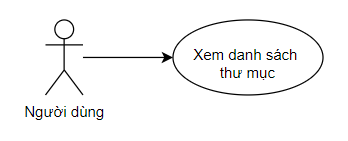 Xem danh sách
thư mục
Người dùng